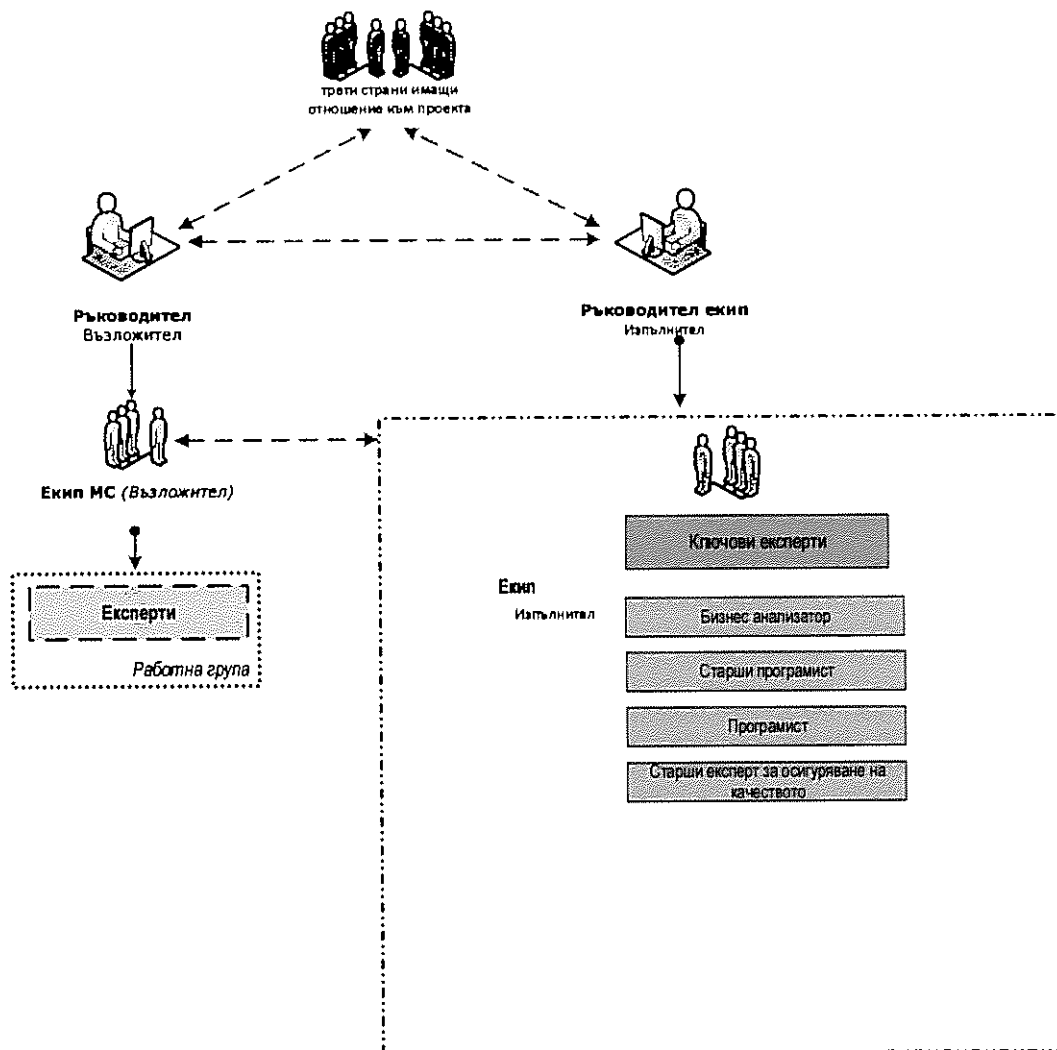 трети страни имащи
отношение към проекта
Ръководител
Възложител
Ръководител екип
Изпълнител
Екип МС (Възложител)
Експерти
Работна група
Ключови експерти
Екип
Изпълнител
Бизнес анализатор
Старши програмист
Програмист
Старши експерт за осигуряване на
качеството